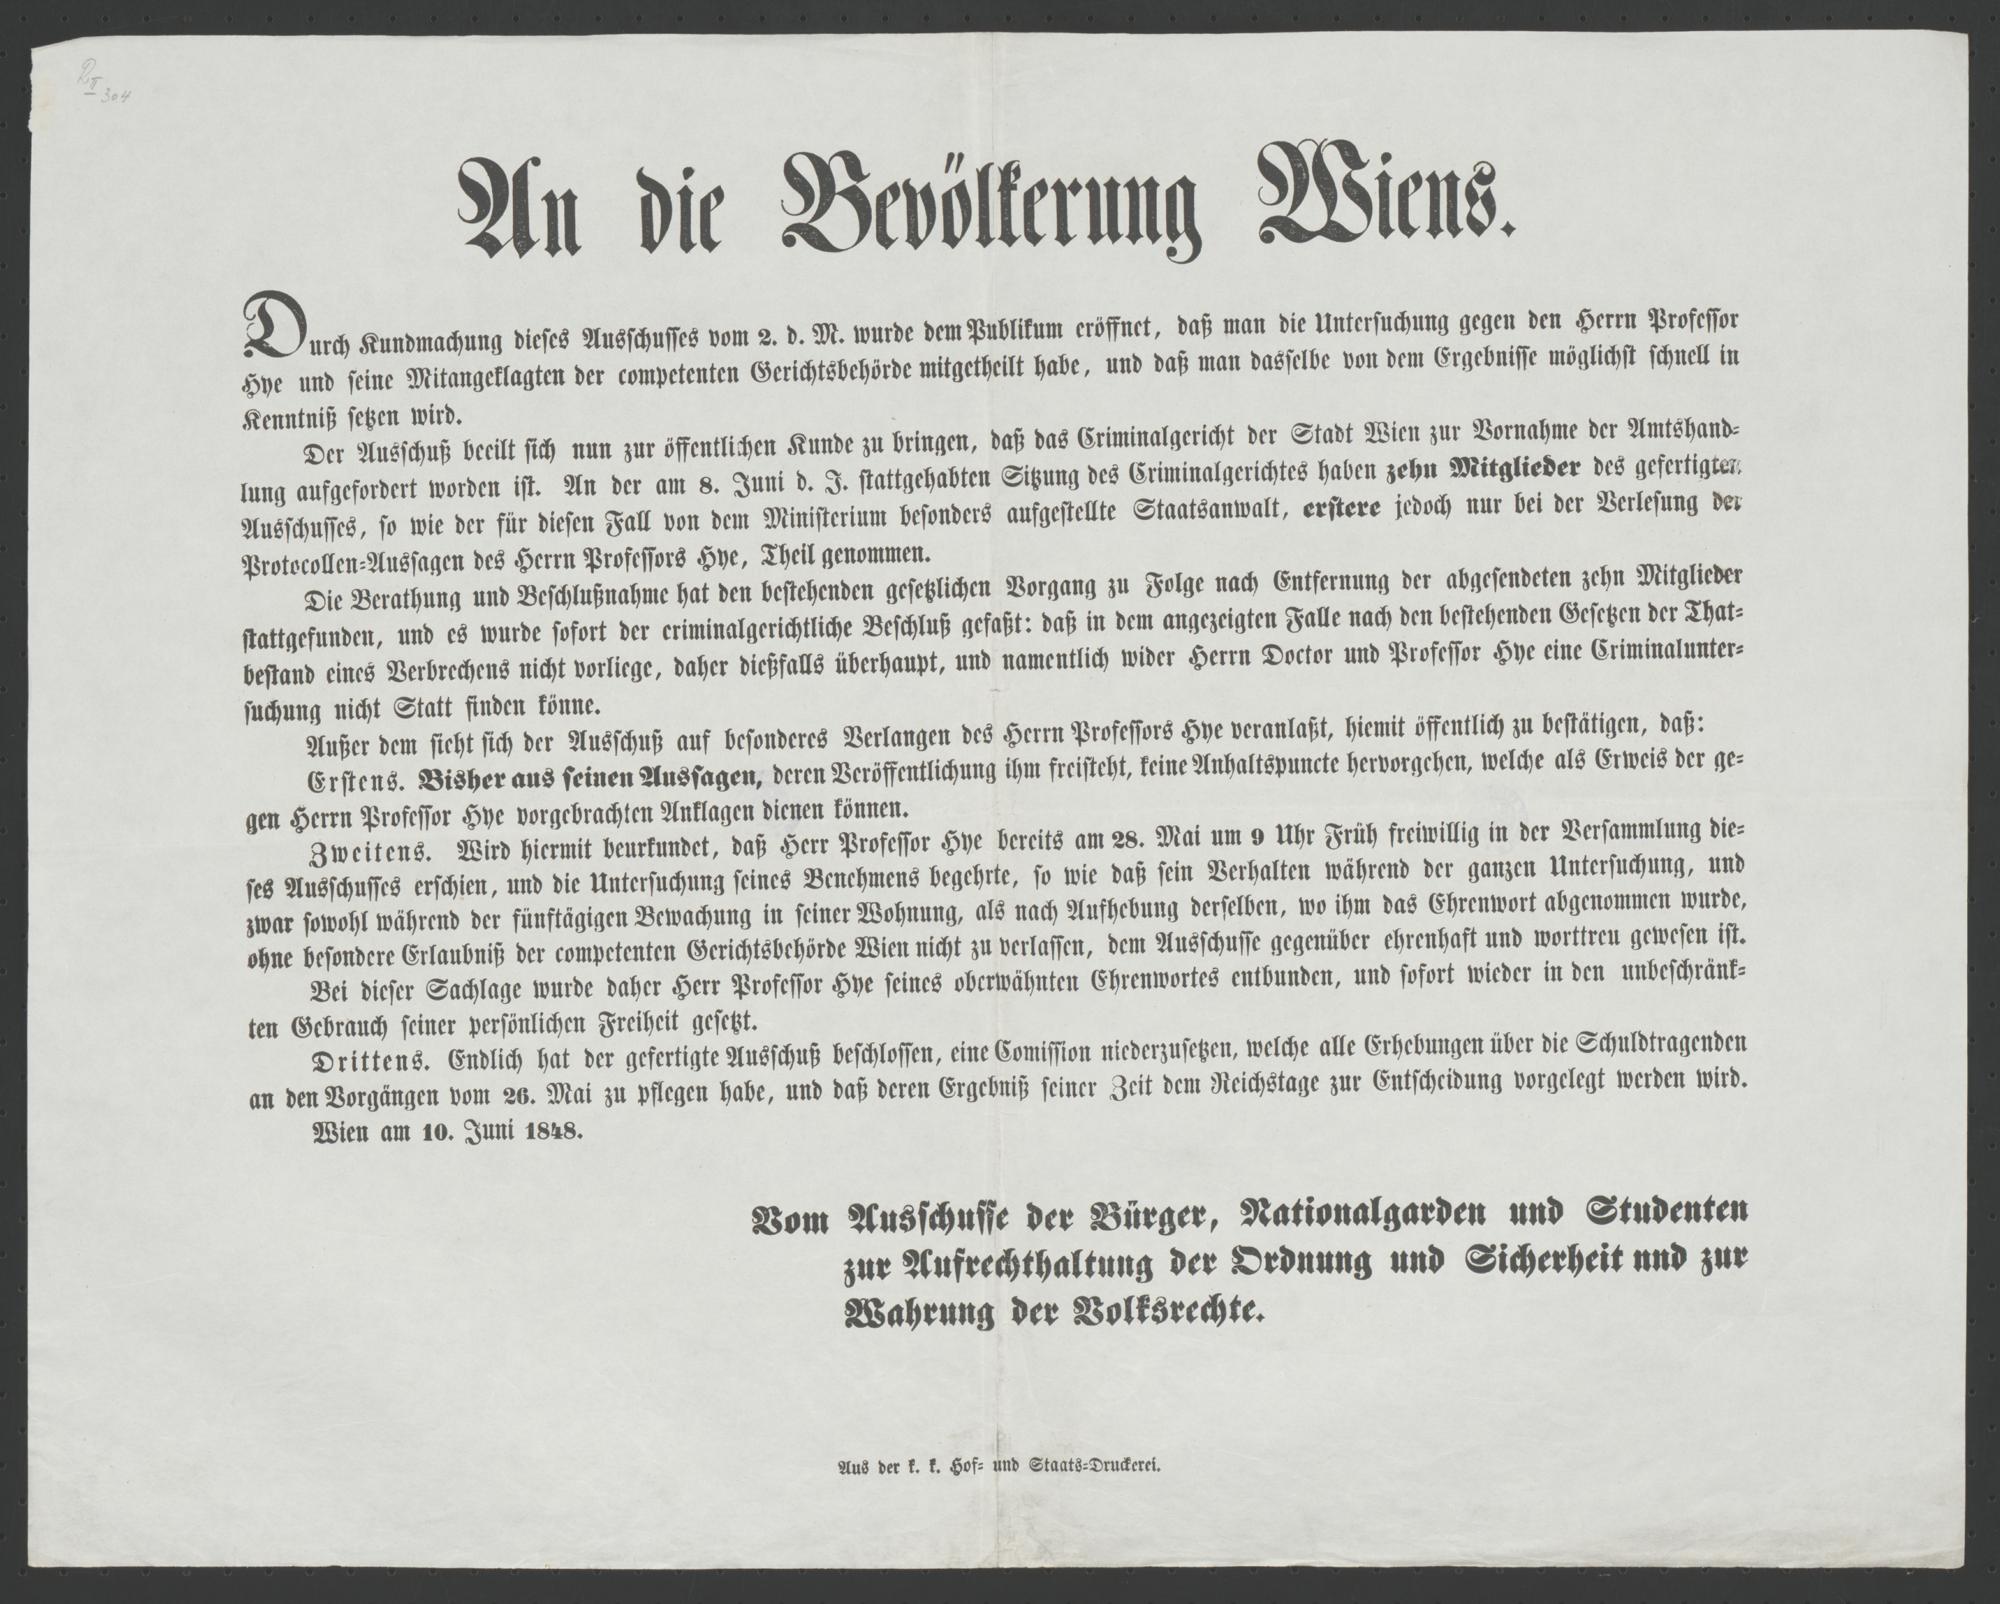 An die Bevölkerung Wiens.
Durch Kundmachung dieses Ausschusses vom 2. d. M. wurde dem Publikum eröffnet, daß man die Untersuchung gegen den Herrn Professor
Hye und seine Mitangeklagten der competenten Gerichtsbehörde mitgetheilt habe, und daß man dasselbe von dem Ergebnisse möglichst schnell in
Kenntniß setzen wird.
Der Ausschuß beeilt sich nun zur öffentlichen Kunde zu bringen, daß das Criminalgericht der Stadt Wien zur Vornahme der Amtshand-
lung aufgefordert worden ist. An der am 8. Juni d. J. stattgehabten Sitzung des Criminalgerichtes haben zehn Mitglieder des gefertigten
Ausschusses, so wie der für diesen Fall von dem Ministerium besonders aufgestellte Staatsanwalt, erstere jedoch nur bei der Verlesung der
Protocollen-Aussagen des Herrn Professors Hye, Theil genommen.
Die Berathung und Beschlußnahme hat den bestehenden gesetzlichen Vorgang zu Folge nach Entfernung der abgesendeten zehn Mitglieder
stattgefunden, und es wurde sofort der criminalgerichtliche Beschluß gefaßt: daß in dem angezeigten Falle nach den bestehenden Gesetzen der That-
bestand eines Verbrechens nicht vorliege, daher dießfalls überhaupt, und namentlich wider Herrn Doctor und Professor Hye eine Criminalunter-
suchung nicht Statt finden könne.
Außer dem sieht sich der Ausschuß auf besonderes Verlangen des Herrn Professors Hye veranlaßt, hiemit öffentlich zu bestätigen, daß:
Erstens. Bisher aus seinen Aussagen, deren Veröffentlichung ihm freisteht, keine Anhaltspuncte hervorgehen, welche als Erweis der ge-
gen Herrn Professor Hye vorgebrachten Anklagen dienen können.
Zweitens. Wird hiermit beurkundet, daß Herr Professor Hye bereits am 28. Mai um 9 Uhr Früh freiwillig in der Versammlung die-
ses Ausschusses erschien, und die Untersuchung seines Benehmens begehrte, so wie daß sein Verhalten während der ganzen Untersuchung, und
zwar sowohl während der fünftägigen Bewachung in seiner Wohnung, als nach Aufhebung derselben, wo ihm das Ehrenwort abgenommen wurde,
ohne besondere Erlaubniß der competenten Gerichtsbehörde Wien nicht zu verlassen, dem Ausschusse gegenüber ehrenhaft und worttreu gewesen ist.
Bei dieser Sachlage wurde daher Herr Professor Hye seines oberwähnten Ehrenwortes entbunden, und sofort wieder in den unbeschränk-
ten Gebrauch seiner persönlichen Freiheit gesetzt.
Drittens. Endlich hat der gefertigte Ausschuß beschlossen, eine Comission niederzusetzen, welche alle Erhebungen über die Schuldtragenden
an den Vorgängen vom 26. Mai zu pflegen habe, und daß deren Ergebniß seiner Zeit dem Reichstage zur Entscheidung vorgelegt werden wird.
Wien am 10. Juni 1848.
Vom Ausschusse der Bürger, Nationalgarden und Studenten
zur Aufrechthaltung der Ordnung und Sicherheit und zur
Wahrung der Volksrechte.
Aus der k. k. Hof- und Staats-Druckerei.